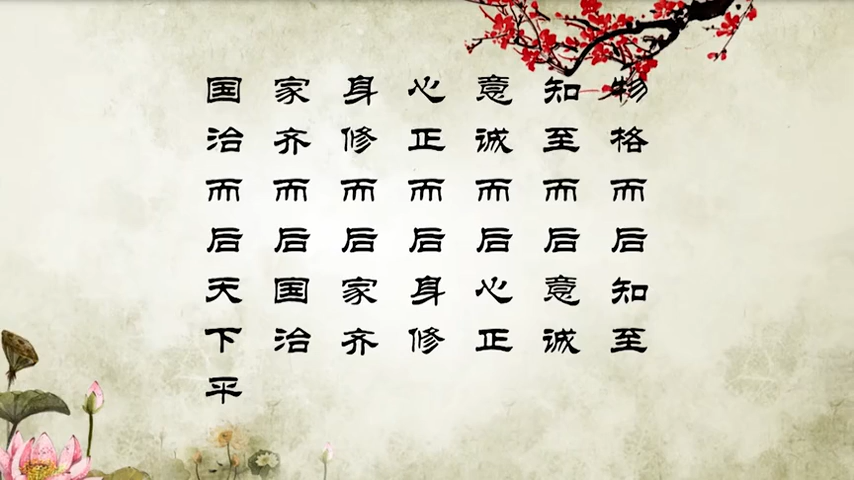 物格而后知至
知至而后意诚
意诚而后心正
心正而后身修
身修而后家齐
家齐而后国治
国治而后天下平